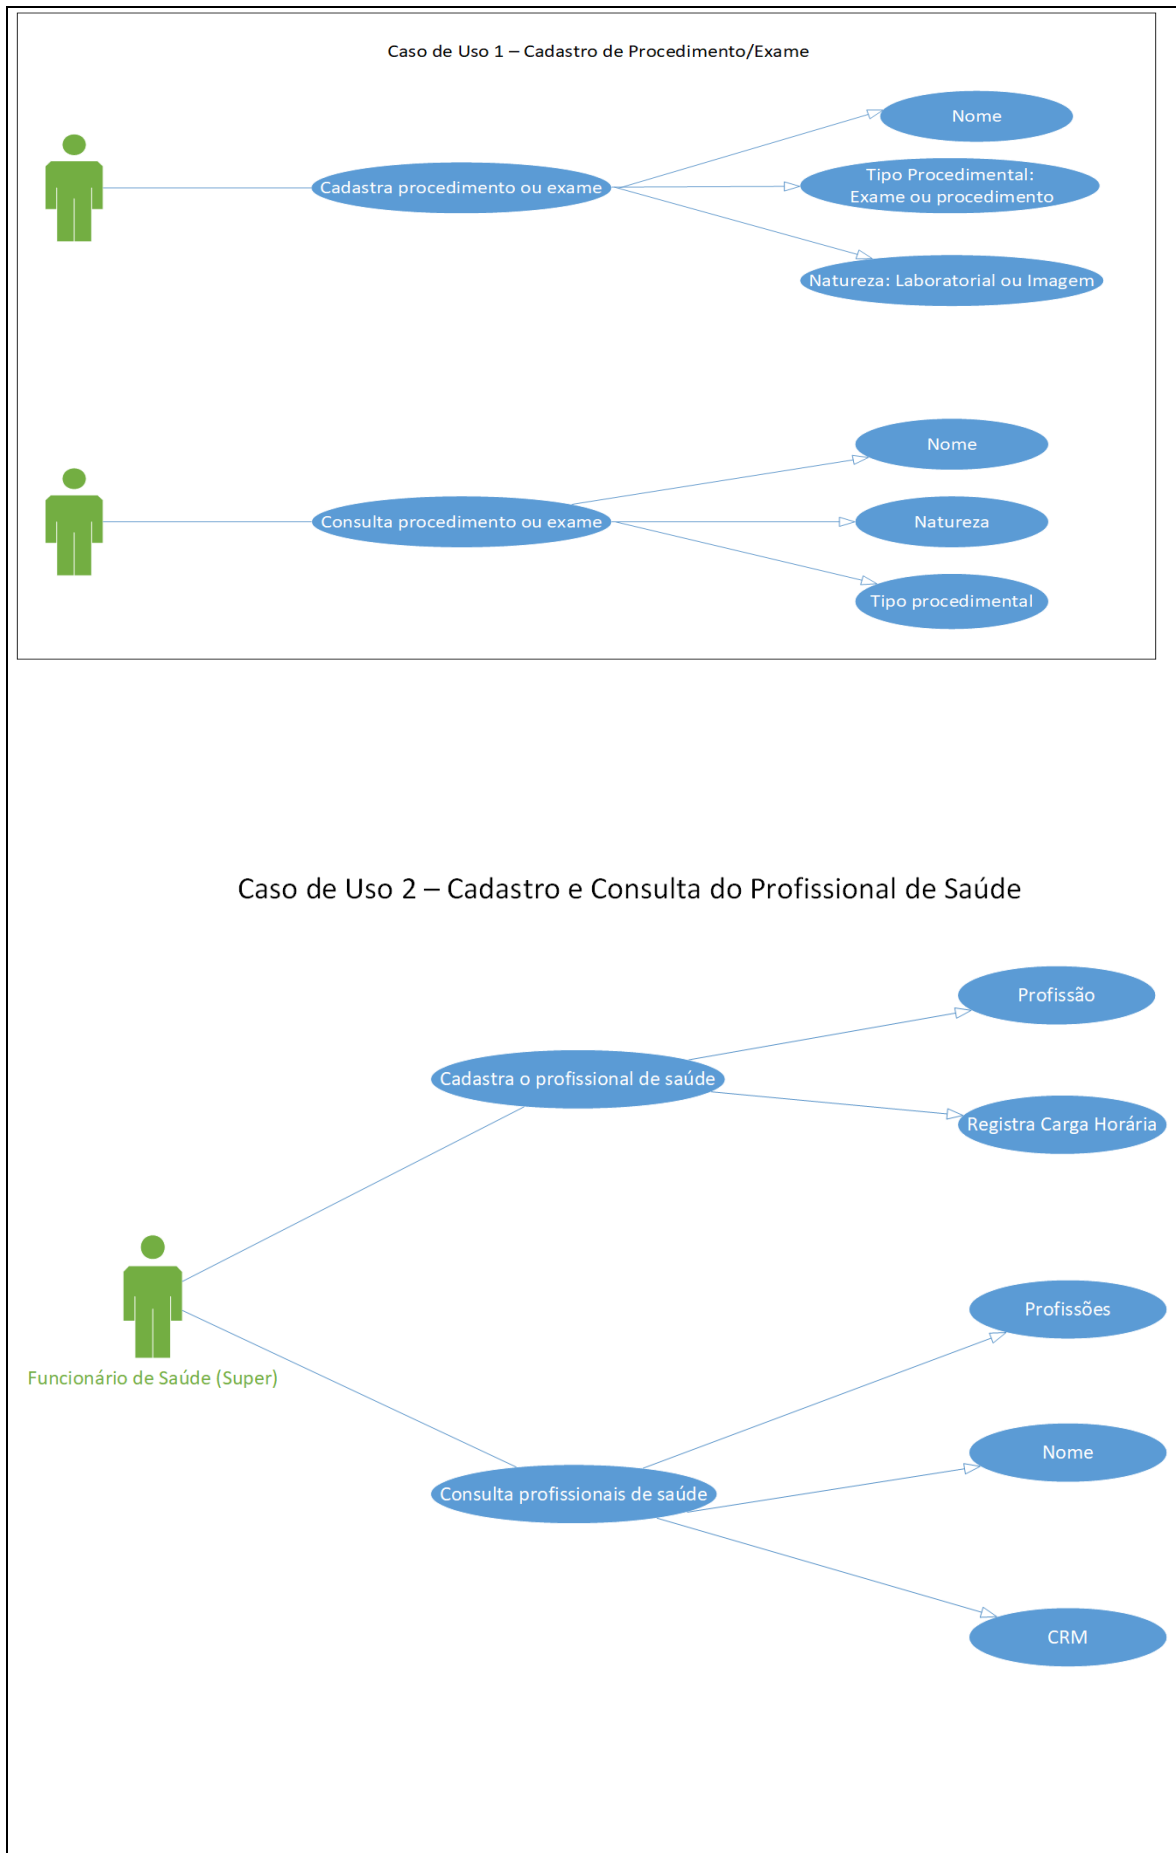 Caso de Uso 1 – Cadastro de Procedimento/Exame
Nome
Cadastra procedimento ou exame
Tipo Procedimental:
Exame ou procedimento
Natureza: Laboratorial ou Imagem
Nome
Consulta procedimento ou exame
Natureza
Tipo procedimental
Caso de Uso 2 – Cadastro e Consulta do Profissional de Saúde
Profissão
Cadastra o profissional de saúde
Registra Carga Horária
Profissões
Funcionário de Saúde (Super)
Nome
Consulta profissionais de saúde
CRM